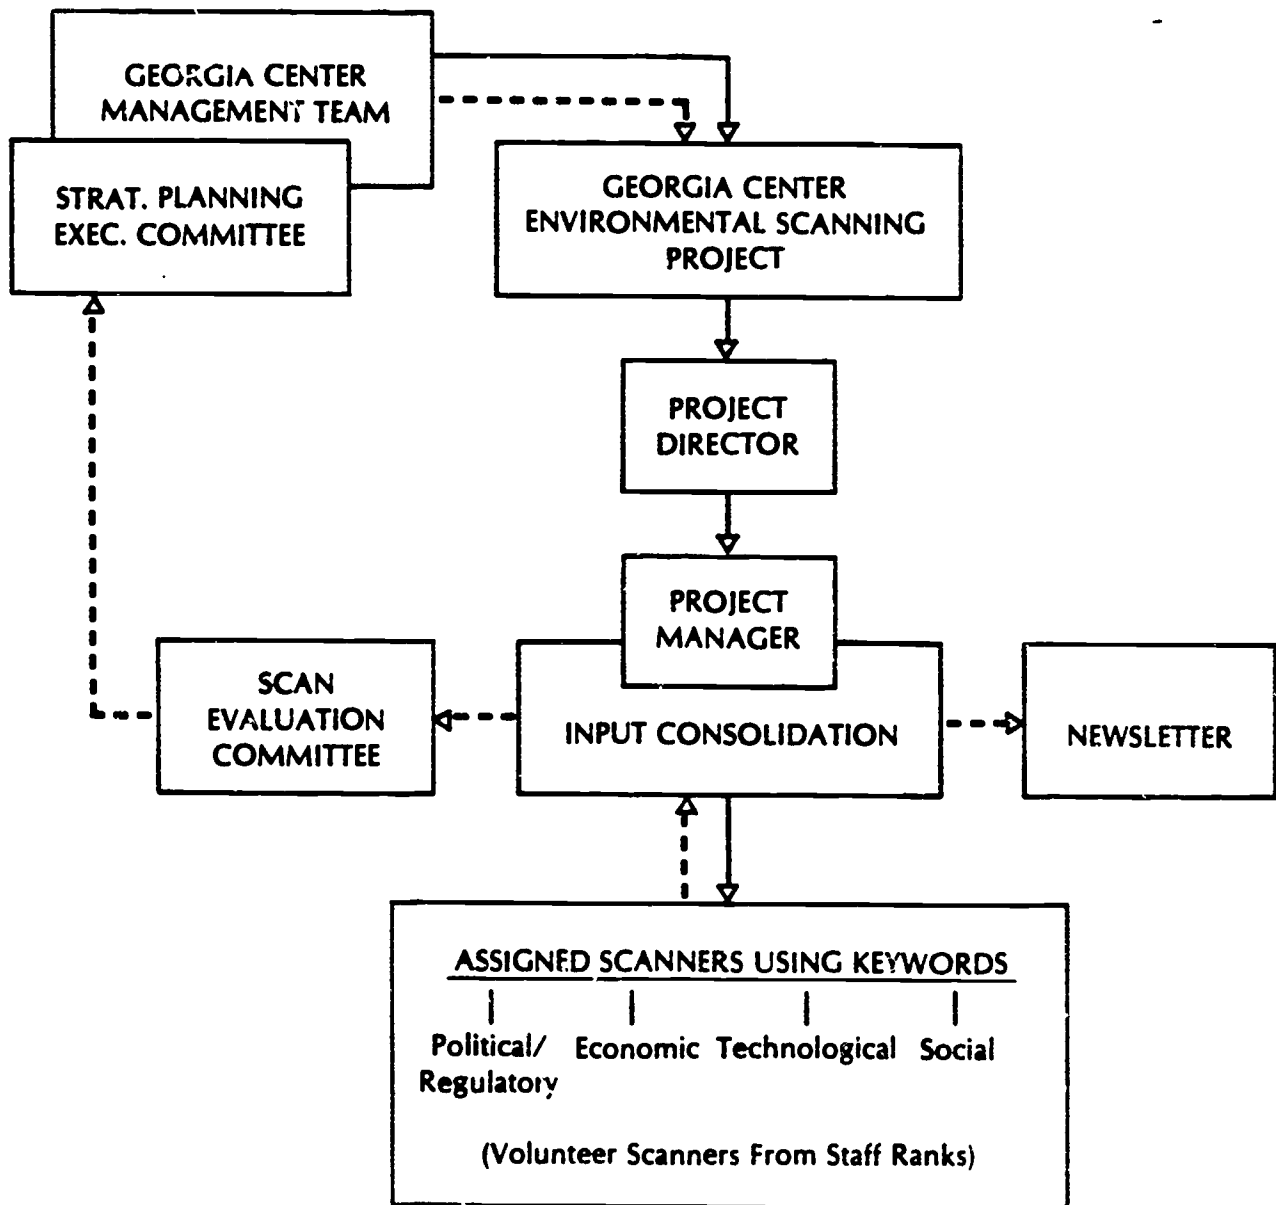 GEORGIA CENTER
MANAGEMENT TEAM
STRAT. PLANNING
EXEC. COMMITTEE
GEORGIA CENTER
ENVIRONMENTAL SCANNING
PROJECT
PROJECT
DIRECTOR
PROJECT
MANAGER
SCAN
EVALUATION
COMMITTEE
INPUT CONSOLIDATION
NEWSLETTER
ASSIGNED SCANNERS USING KEYWORDS
Political/ Economic Technological Social
Regulatory
(Volunteer Scanners From Staff Ranks)